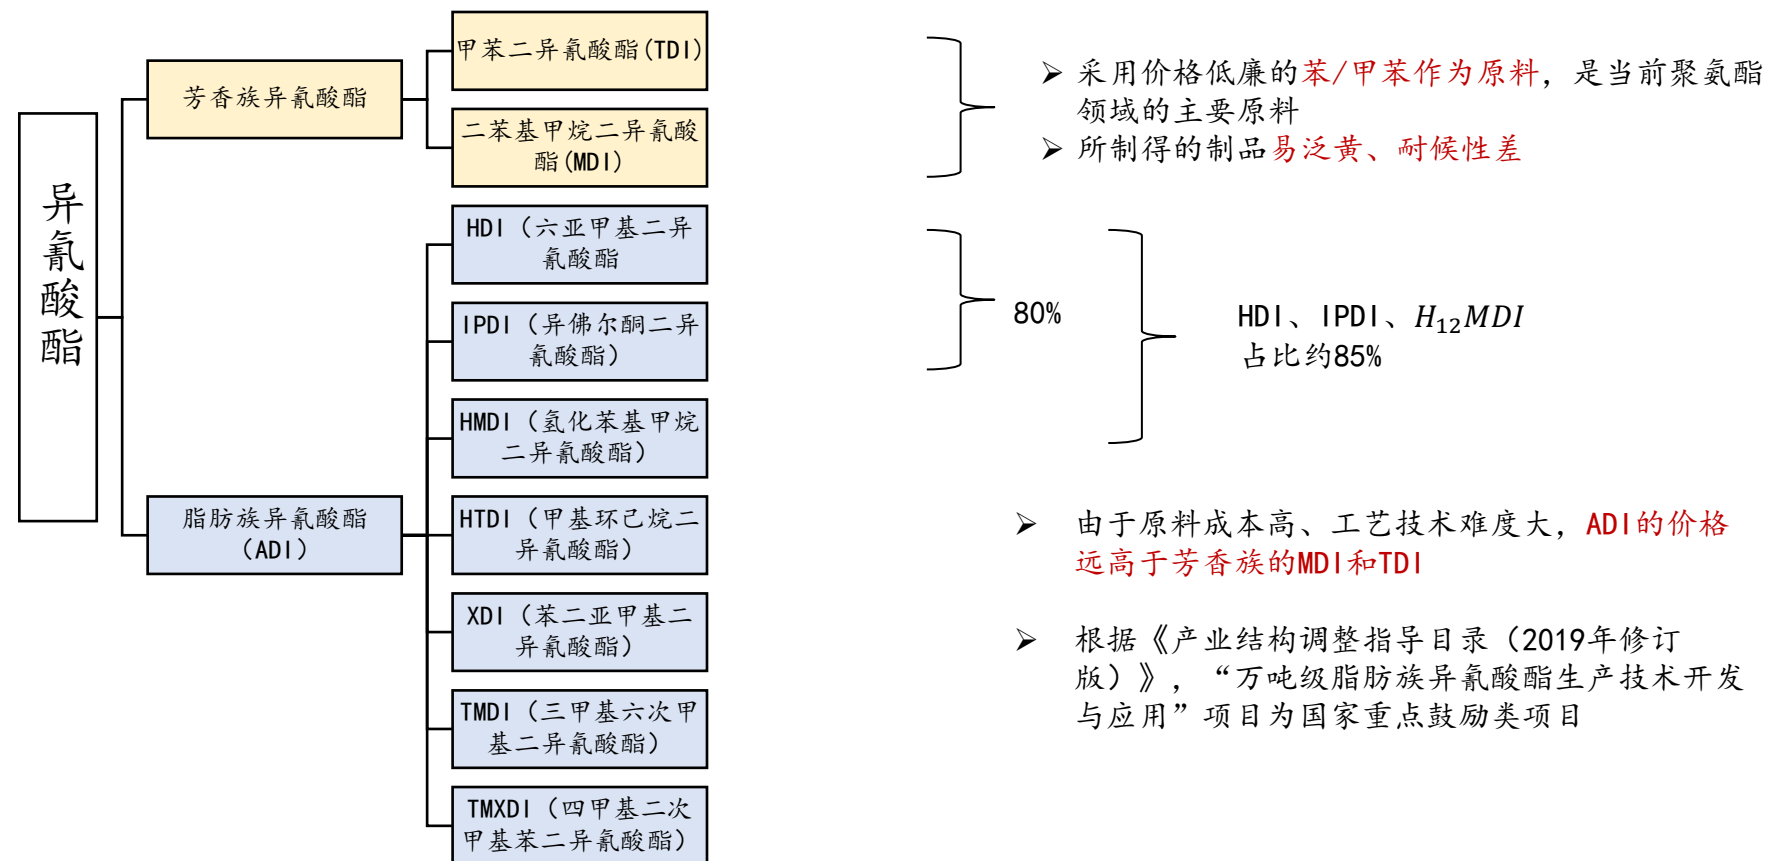 异氰酸酯
芳香族异氰酸酯
脂肪族异氰酸酯
（ADI）
甲苯二异氰酸酯(TDI)
二苯基甲烷二异氰酸
酯(MDI)
HDI（六亚甲基二异
氰酸酯
IPDI（异佛尔酮二异
氰酸酯）
HMDI（氢化苯基甲烷
二异氰酸酯）
HTDI（甲基环己烷二
异氰酸酯）
XDI（苯二亚甲基二
异氰酸酯）
TMDI（三甲基六次甲
基二异氰酸酯）
TMXDI（四甲基二次
甲基苯二异氰酸酯）
➢ 采用价格低廉的苯/甲苯作为原料，是当前聚氨酯
领域的主要原料
➢ 所制得的制品易泛黄、耐候性差
80%
HDI、IPDI、H₁₂MDI
占比约85%
➢ 由于原料成本高、工艺技术难度大，ADI的价格
远高于芳香族的MDI和TDI
➢ 根据《产业结构调整指导目录（2019年修订
版）》，“万吨级脂肪族异氰酸酯生产技术开发
与应用”项目为国家重点鼓励类项目